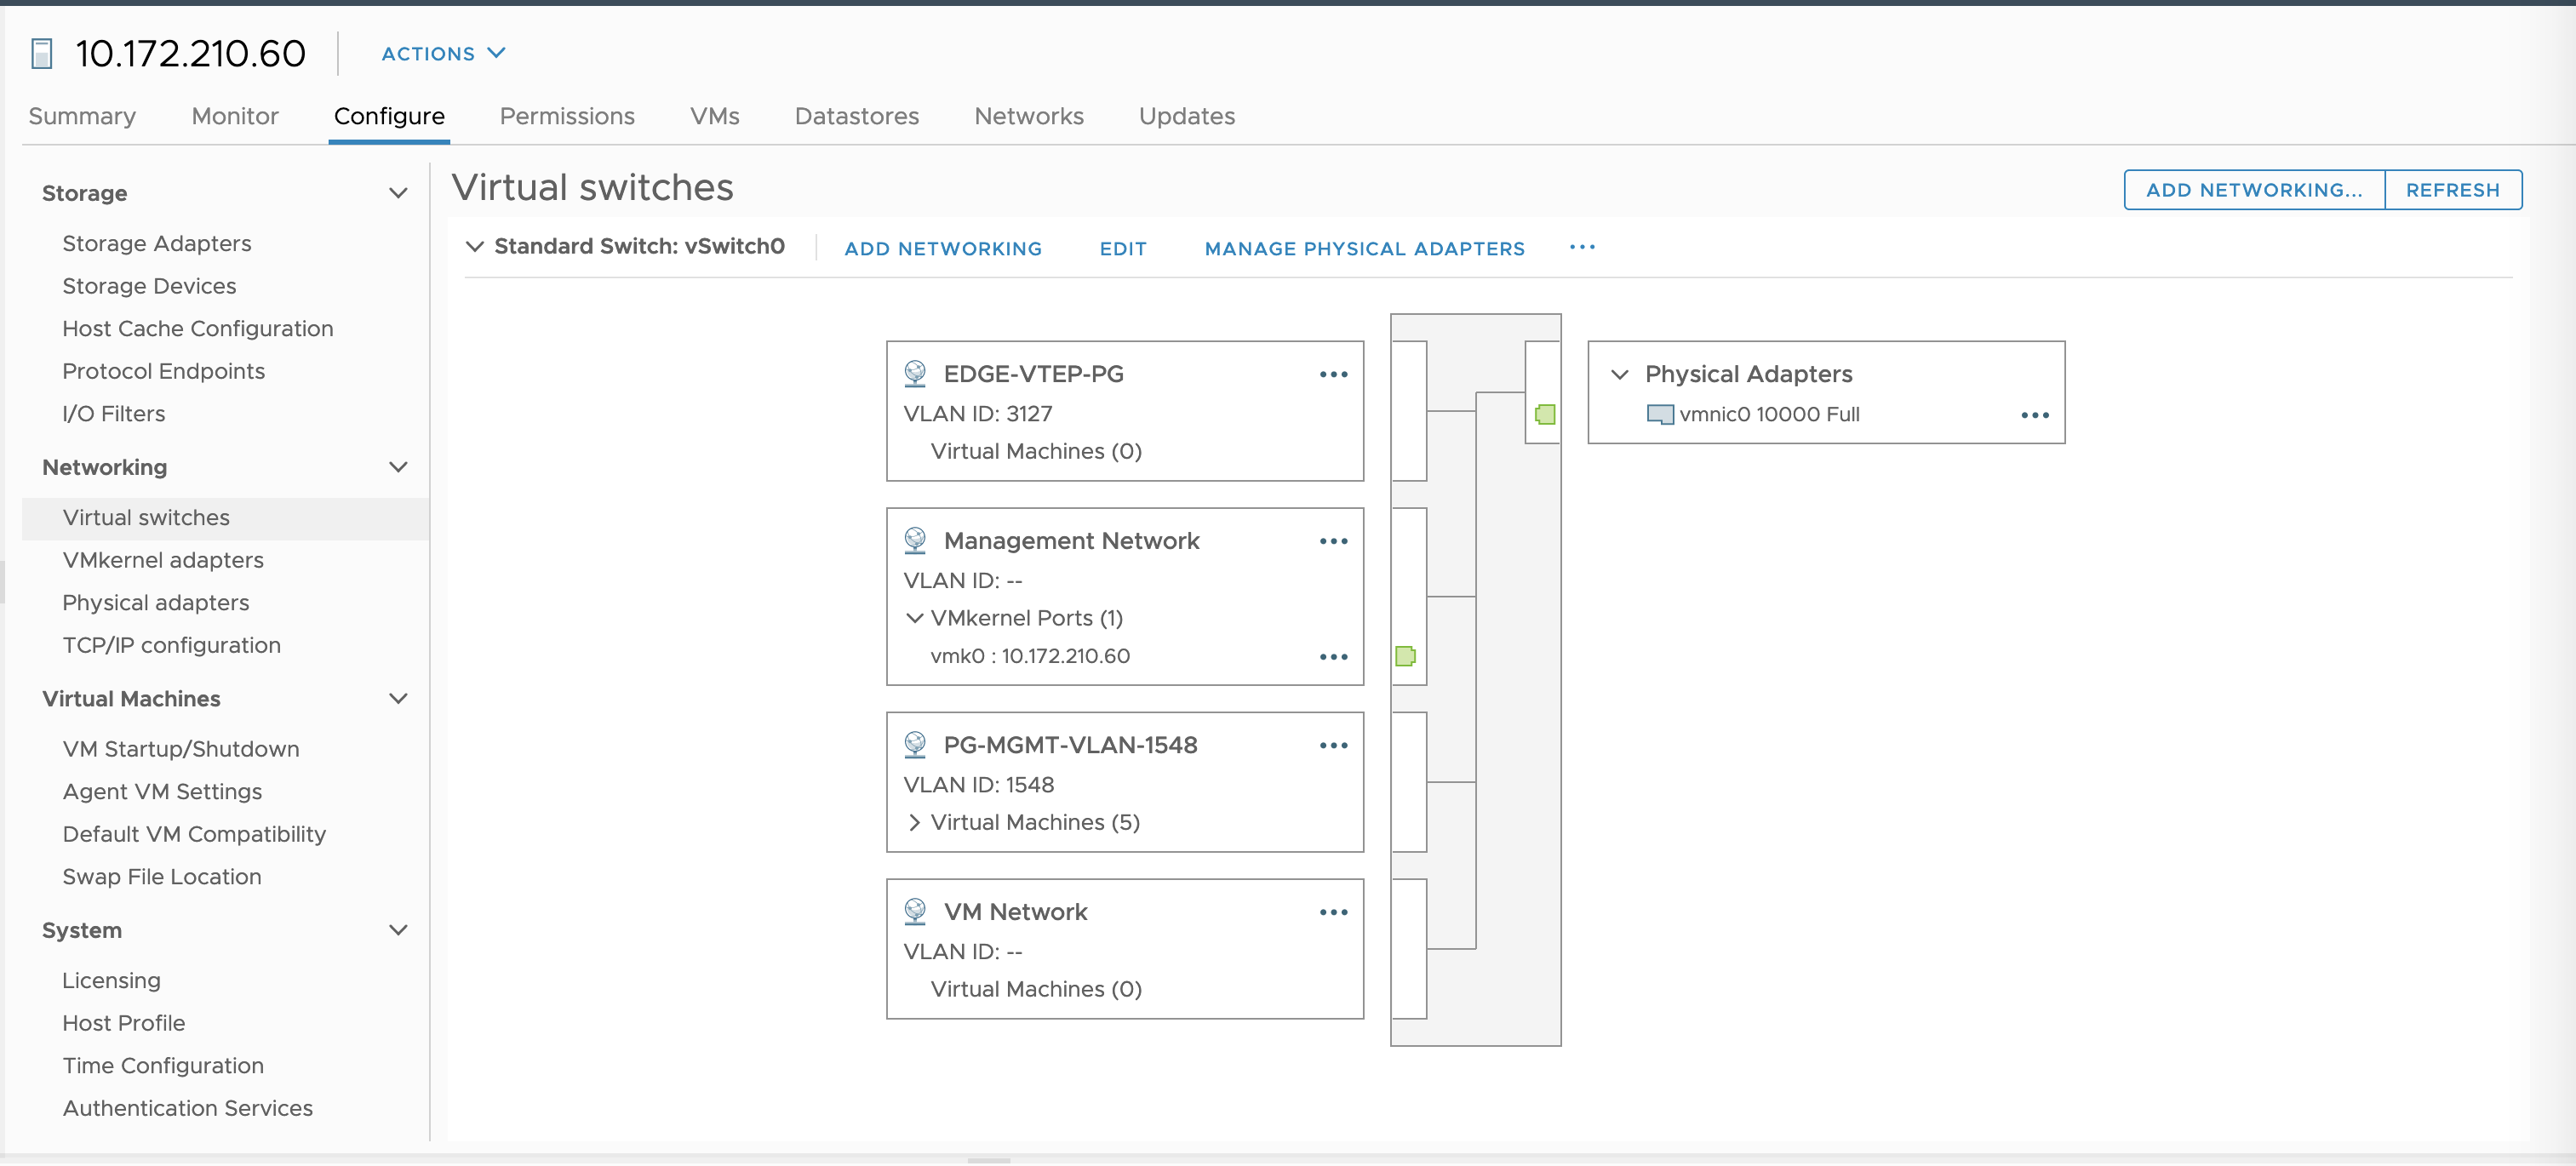 10.172.210.60
ACTIONS
Summary Monitor Configure Permissions VMs Datastores Networks Updates
Storage
Storage Adapters
Storage Devices
Host Cache Configuration
Protocol Endpoints
I/O Filters
Networking
Virtual switches
VMkernel adapters
Physical adapters
TCP/IP configuration
Virtual Machines
VM Startup/Shutdown
Agent VM Settings
Default VM Compatibility
Swap File Location
System
Licensing
Host Profile
Time Configuration
Authentication Services
Virtual switches
ADD NETWORKING... REFRESH
Standard Switch: vSwitch0 ADD NETWORKING EDIT MANAGE PHYSICAL ADAPTERS ...
EDGE-VTEP-PG ...
VLAN ID: 3127
Virtual Machines (0)
Management Network ...
VLAN ID: --
VMkernel Ports (1)
vmk0 : 10.172.210.60 ...
PG-MGMT-VLAN-1548 ...
VLAN ID: 1548
Virtual Machines (5)
VM Network ...
VLAN ID: --
Virtual Machines (0)
Physical Adapters
vmnic0 10000 Full ...